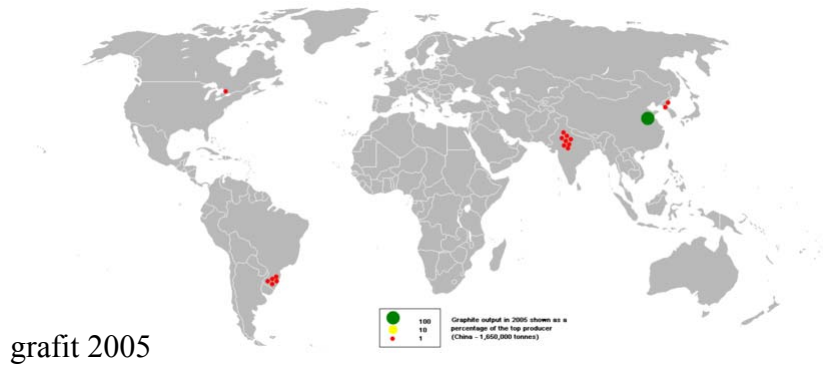 100
10
1
Graphite output in 2005 shown as a
percentage of the top producer
(China - 1,650,000 tonnes)
grafit 2005